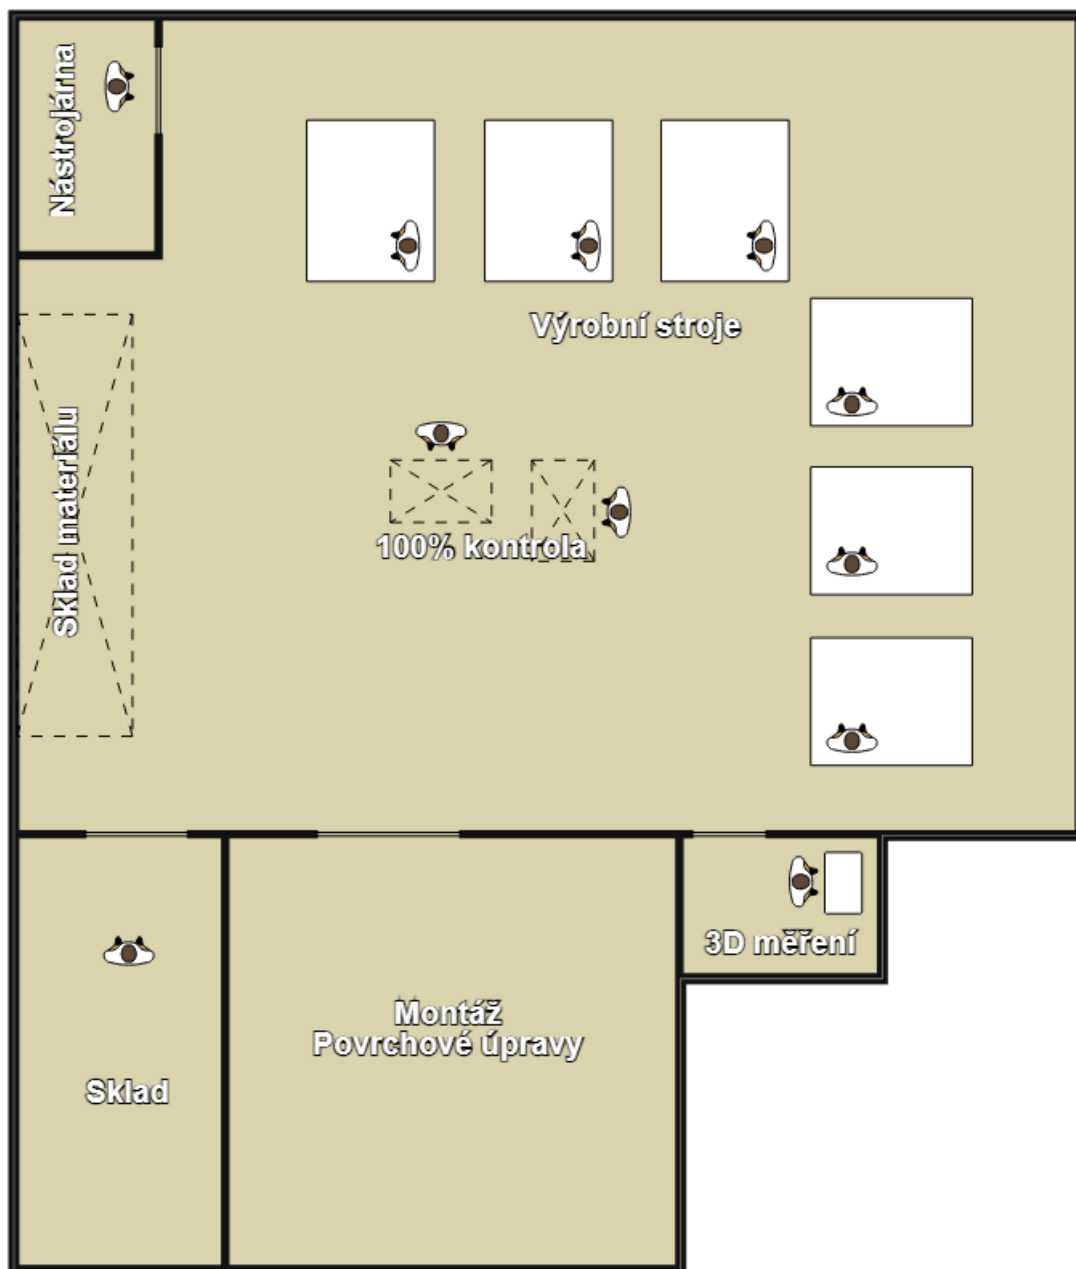 Nástrojárna
Výrobní stroje
Sklad materiálu
100% kontrola
3D měření
Montáž
Povrchové úpravy
Sklad